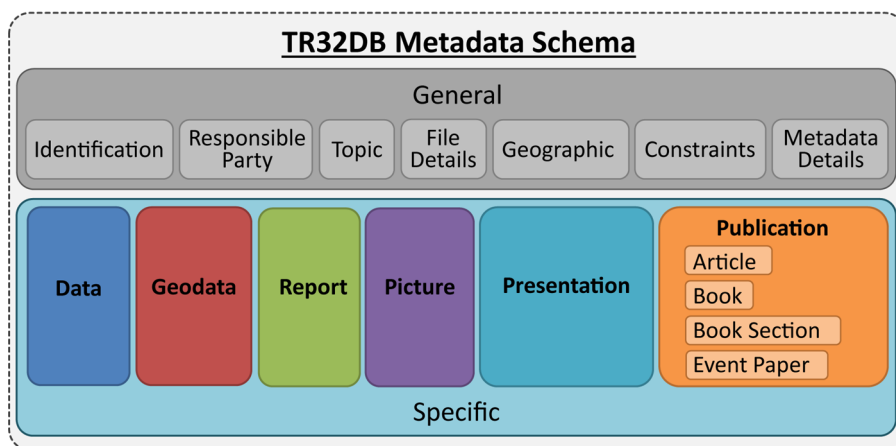 TR32DB Metadata Schema
General
Identification
Responsible
Party
Topic
File
Details
Geographic
Constraints
Metadata
Details
Data
Geodata
Report
Picture
Presentation
Publication
Article
Book
Book Section
Event Paper
Specific